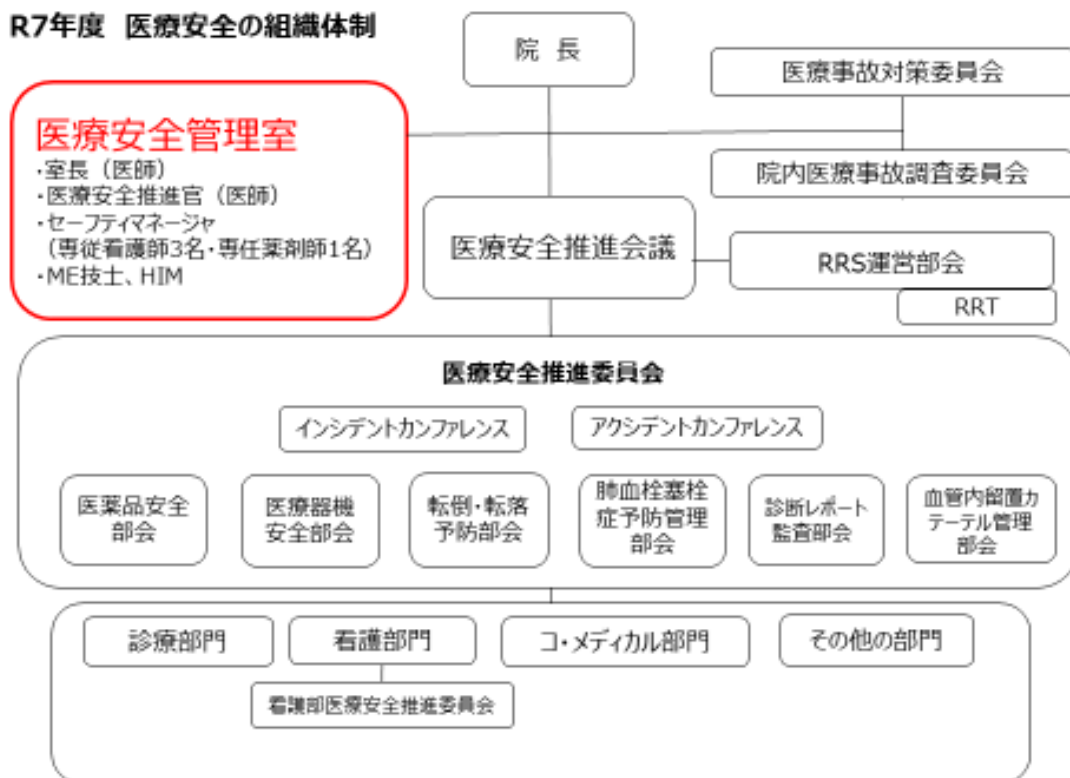 R7年度 医療安全の組織体制
院 長
医療事故対策委員会
医療安全管理室
・室長（医師）
・医療安全推進官（医師）
・セーフティマネージャ
（専従看護師3名・専任薬剤師1名）
・ME技士、HIM
院内医療事故調査委員会
医療安全推進会議
RRS運営部会
RRT
医療安全推進委員会
インシデントカンファレンス
アクシデントカンファレンス
医薬品安全
部会
医療器機
安全部会
転倒・転落
予防部会
肺血栓塞栓
症予防管理
部会
診断レポート
監査部会
血管内留置カ
テーテル管理
部会
診療部門
看護部門
コ・メディカル部門
その他の部門
看護部医療安全推進委員会